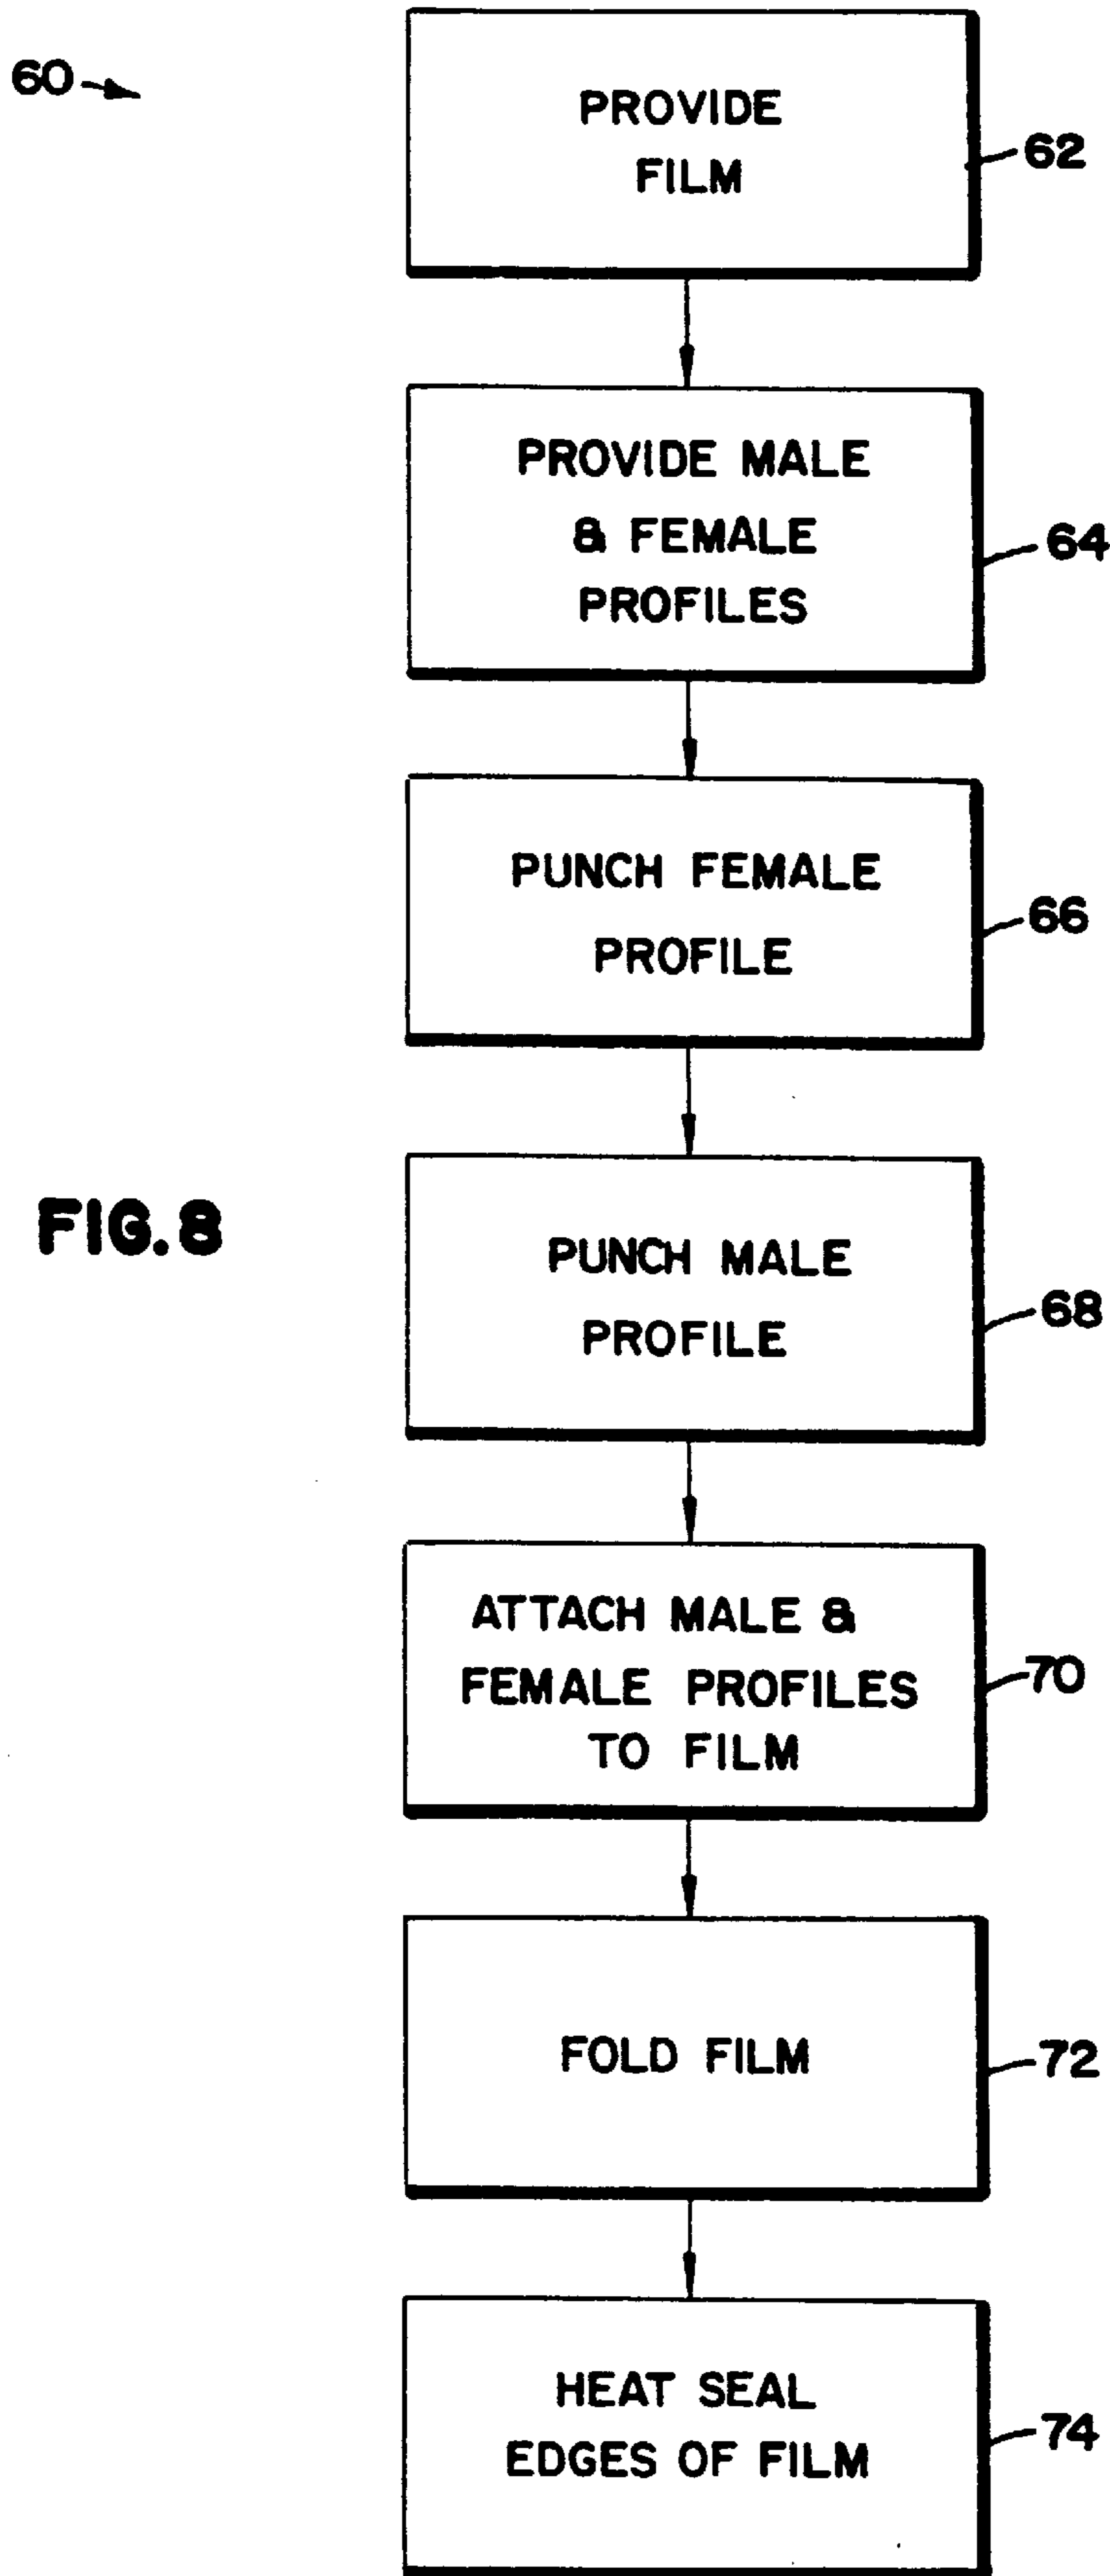 60
PROVIDE
FILM
62
PROVIDE MALE
& FEMALE
PROFILES
64
PUNCH FEMALE
PROFILE
66
FIG. 8
PUNCH MALE
PROFILE
68
ATTACH MALE &
FEMALE PROFILES
TO FILM
70
FOLD FILM
72
HEAT SEAL
EDGES OF FILM
74